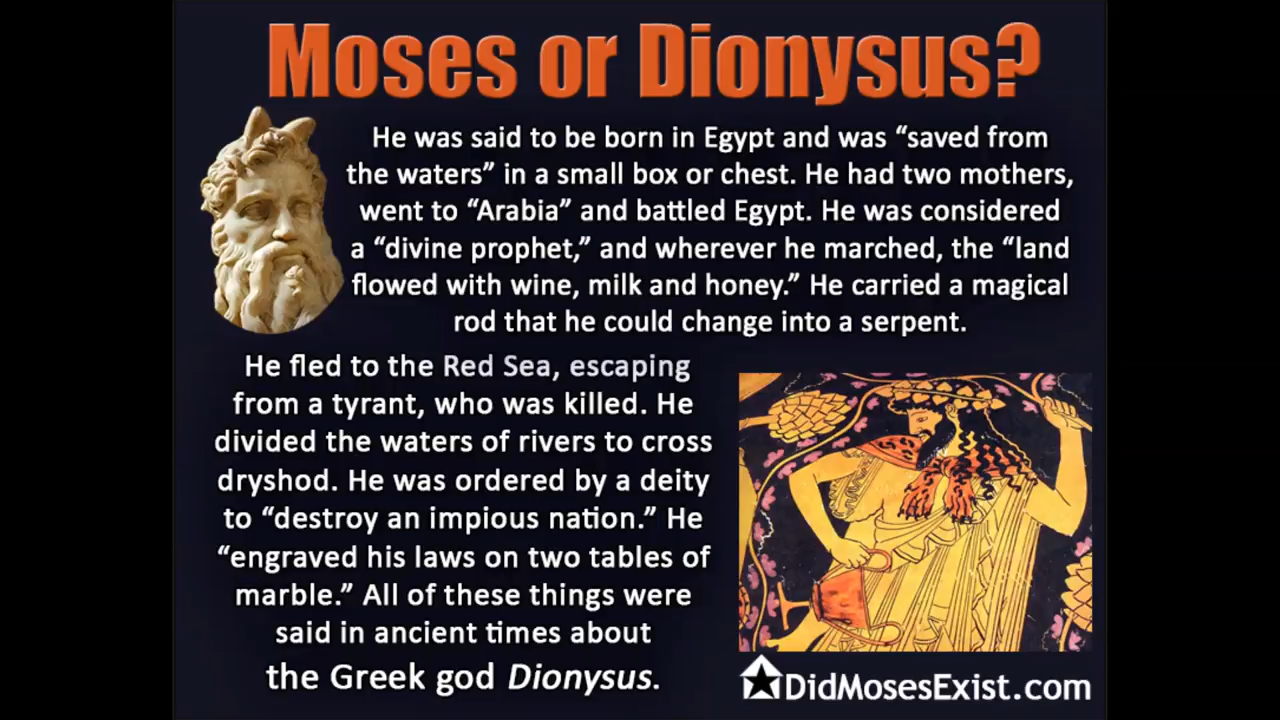 Moses or Dionysus?
He was said to be born in Egypt and was “saved from
the waters” in a small box or chest. He had two mothers,
went to “Arabia” and battled Egypt. He was considered
a “divine prophet,” and wherever he marched, the “land
flowed with wine, milk and honey.” He carried a magical
rod that he could change into a serpent.
He fled to the Red Sea, escaping
from a tyrant, who was killed. He
divided the waters of rivers to cross
dryshod. He was ordered by a deity
to “destroy an impious nation.” He
“engraved his laws on two tables of
marble.” All of these things were
said in ancient times about
the Greek god Dionysus.
DidMosesExist.com